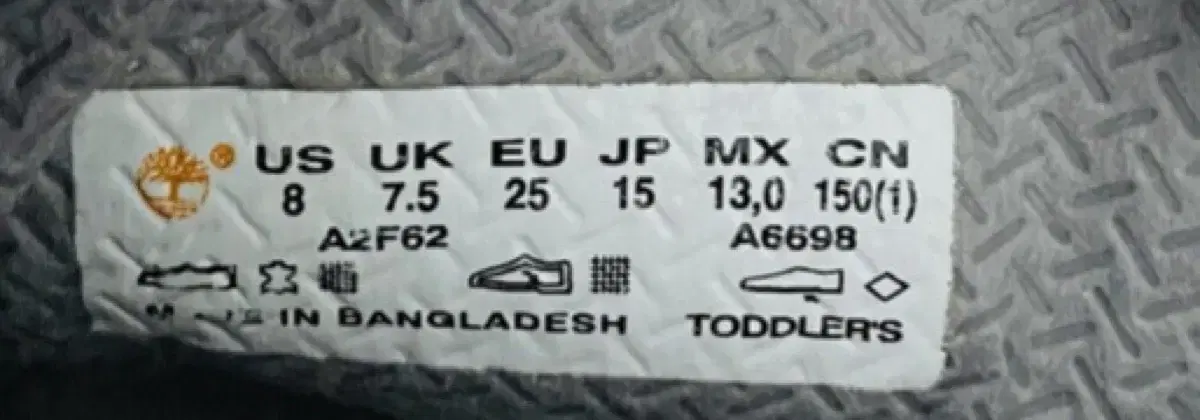 US UK EU JP MX CN
8 7.5 25 15 13,0 150(1)
A2F62 A6698
IN BANGLADESH TODDLER'S